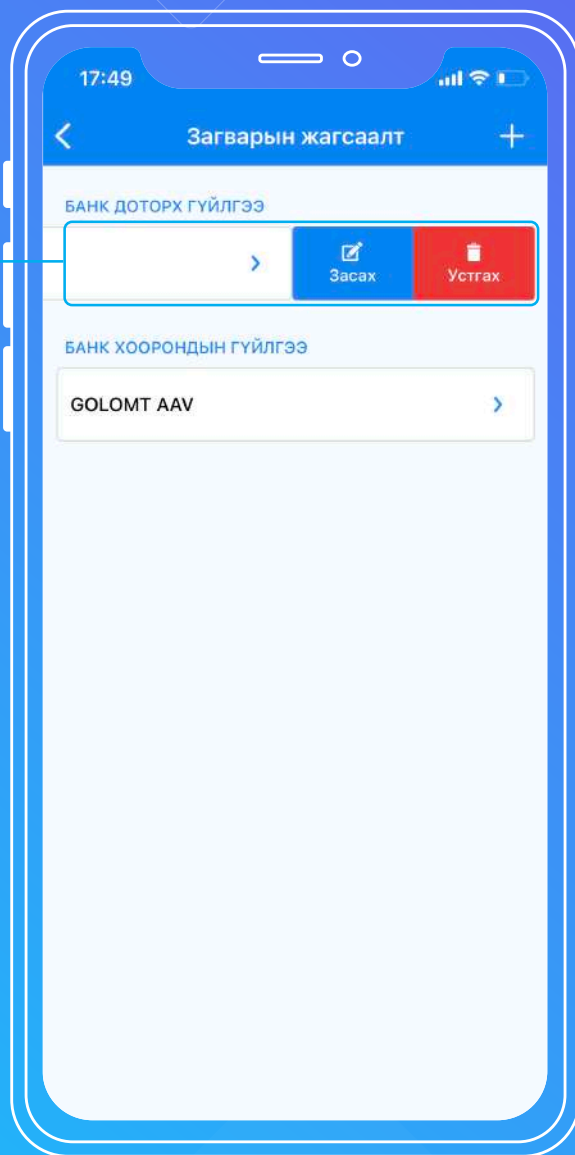 17:49
Загварын жагсаалт
БАНК ДОТОРХ ГҮЙЛГЭЭ
Засах
Устгах
БАНК ХООРОНДЫН ГҮЙЛГЭЭ
GOLOMT AAV